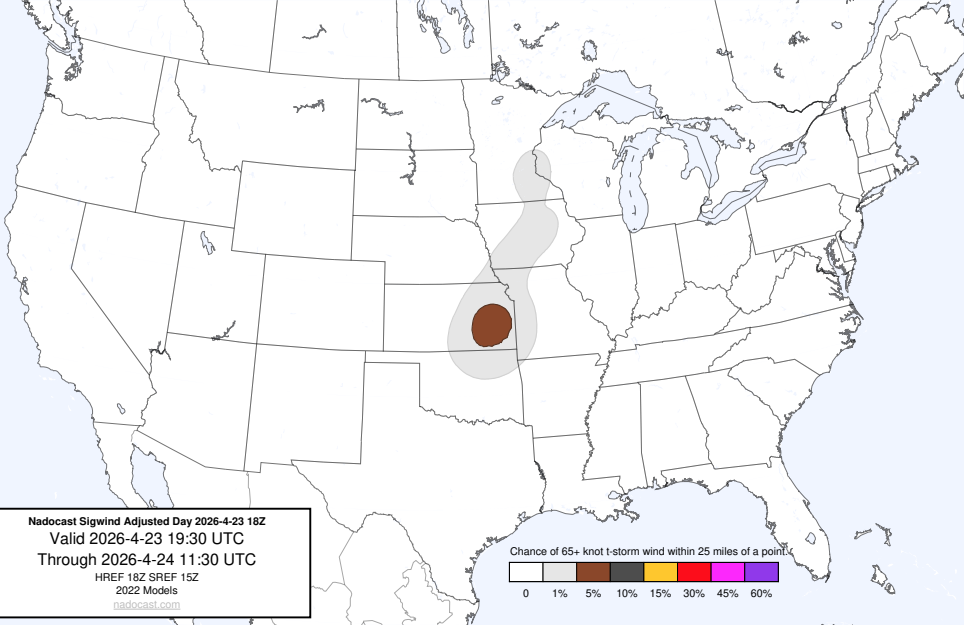 Nadocast Sigwind Adjusted Day 2026-4-23 18Z
Valid 2026-4-23 19:30 UTC
Through 2026-4-24 11:30 UTC
HREF 18Z SREF 15Z
2022 Models
nadocast.com
Chance of 65+ knot t-storm wind within 25 miles of a point.
0 1% 5% 10% 15% 30% 45% 60%